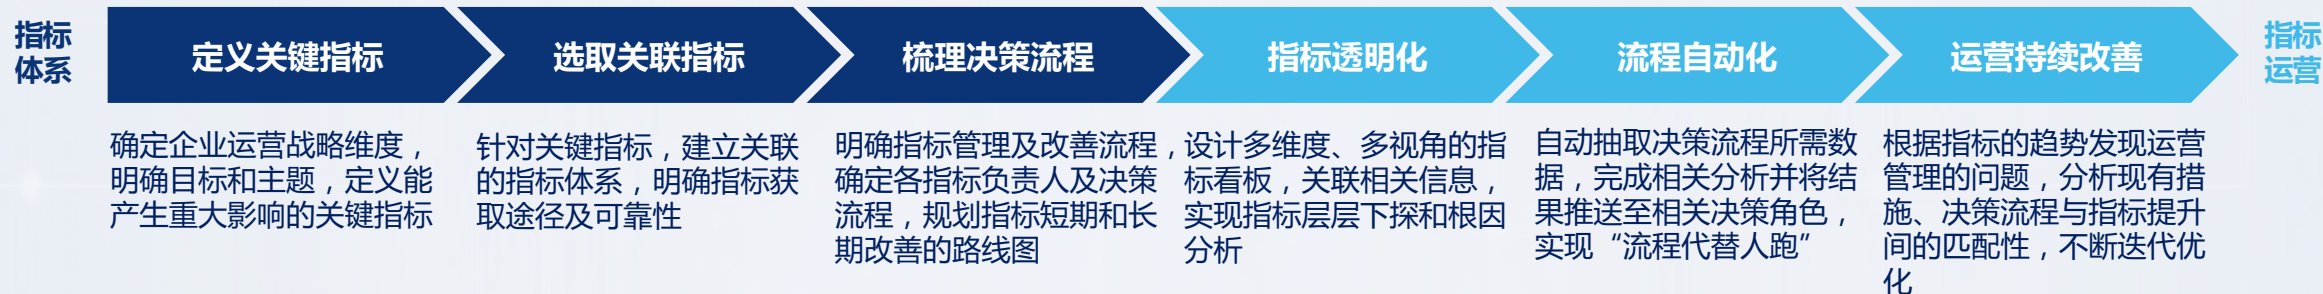 指标
体系
定义关键指标
选取关联指标
梳理决策流程
指标透明化
流程自动化
运营持续改善
指标
运营
确定企业运营战略维度，
明确目标和主题，定义能
产生重大影响的关键指标
针对关键指标，建立关联
的指标体系，明确指标获
取途径及可靠性
明确指标管理及改善流程，
确定各指标负责人及决策
流程，规划指标短期和长
期改善的路线图
设计多维度、多视角的指
标看板，关联相关信息，
实现指标层层下探和根因
分析
自动抽取决策流程所需数
据，完成相关分析并将结
果推送至相关决策角色，
实现“流程代替人跑”
根据指标的趋势发现运营
管理的问题，分析现有措
施、决策流程与指标提升
间的匹配性，不断迭代优
化